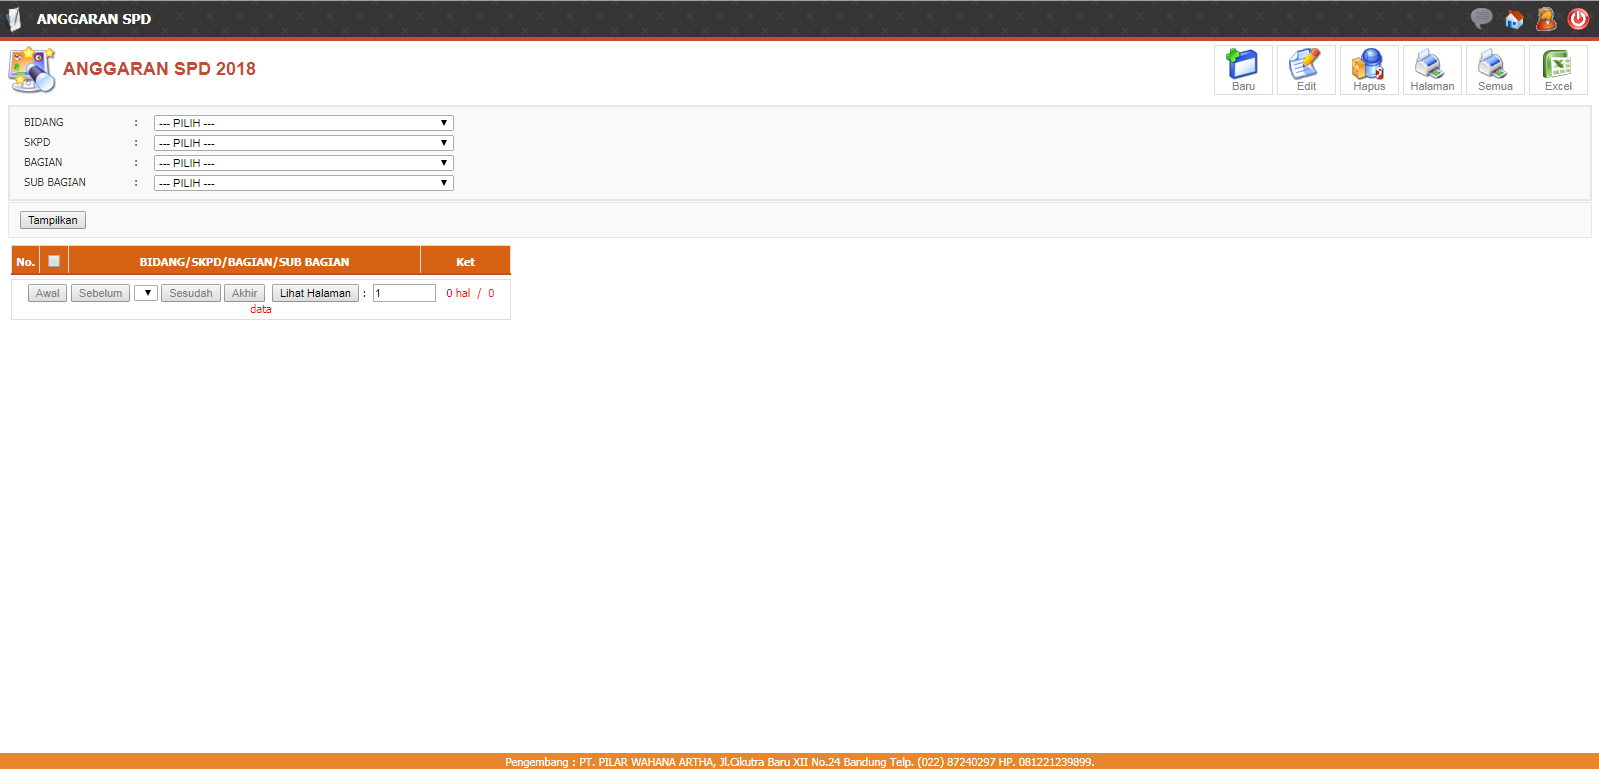 ANGGARAN SPD
ANGGARAN SPD 2018
Baru Edit Hapus Halaman Semua Excel
BIDANG : --- PILIH ---
SKPD : --- PILIH ---
BAGIAN : --- PILIH ---
SUB BAGIAN : --- PILIH ---
Tampilkan
No. BIDANG/SKPD/BAGIAN/SUB BAGIAN Ket
Awal Sebelum Sesudah Akhir Lihat Halaman : 1 0 hal / 0
data
Pengembang : PT. PILAR WAHANA ARTHA, Jl.Cikutra Baru XII No.24 Bandung Telp. (022) 87240297 HP. 081221239899.